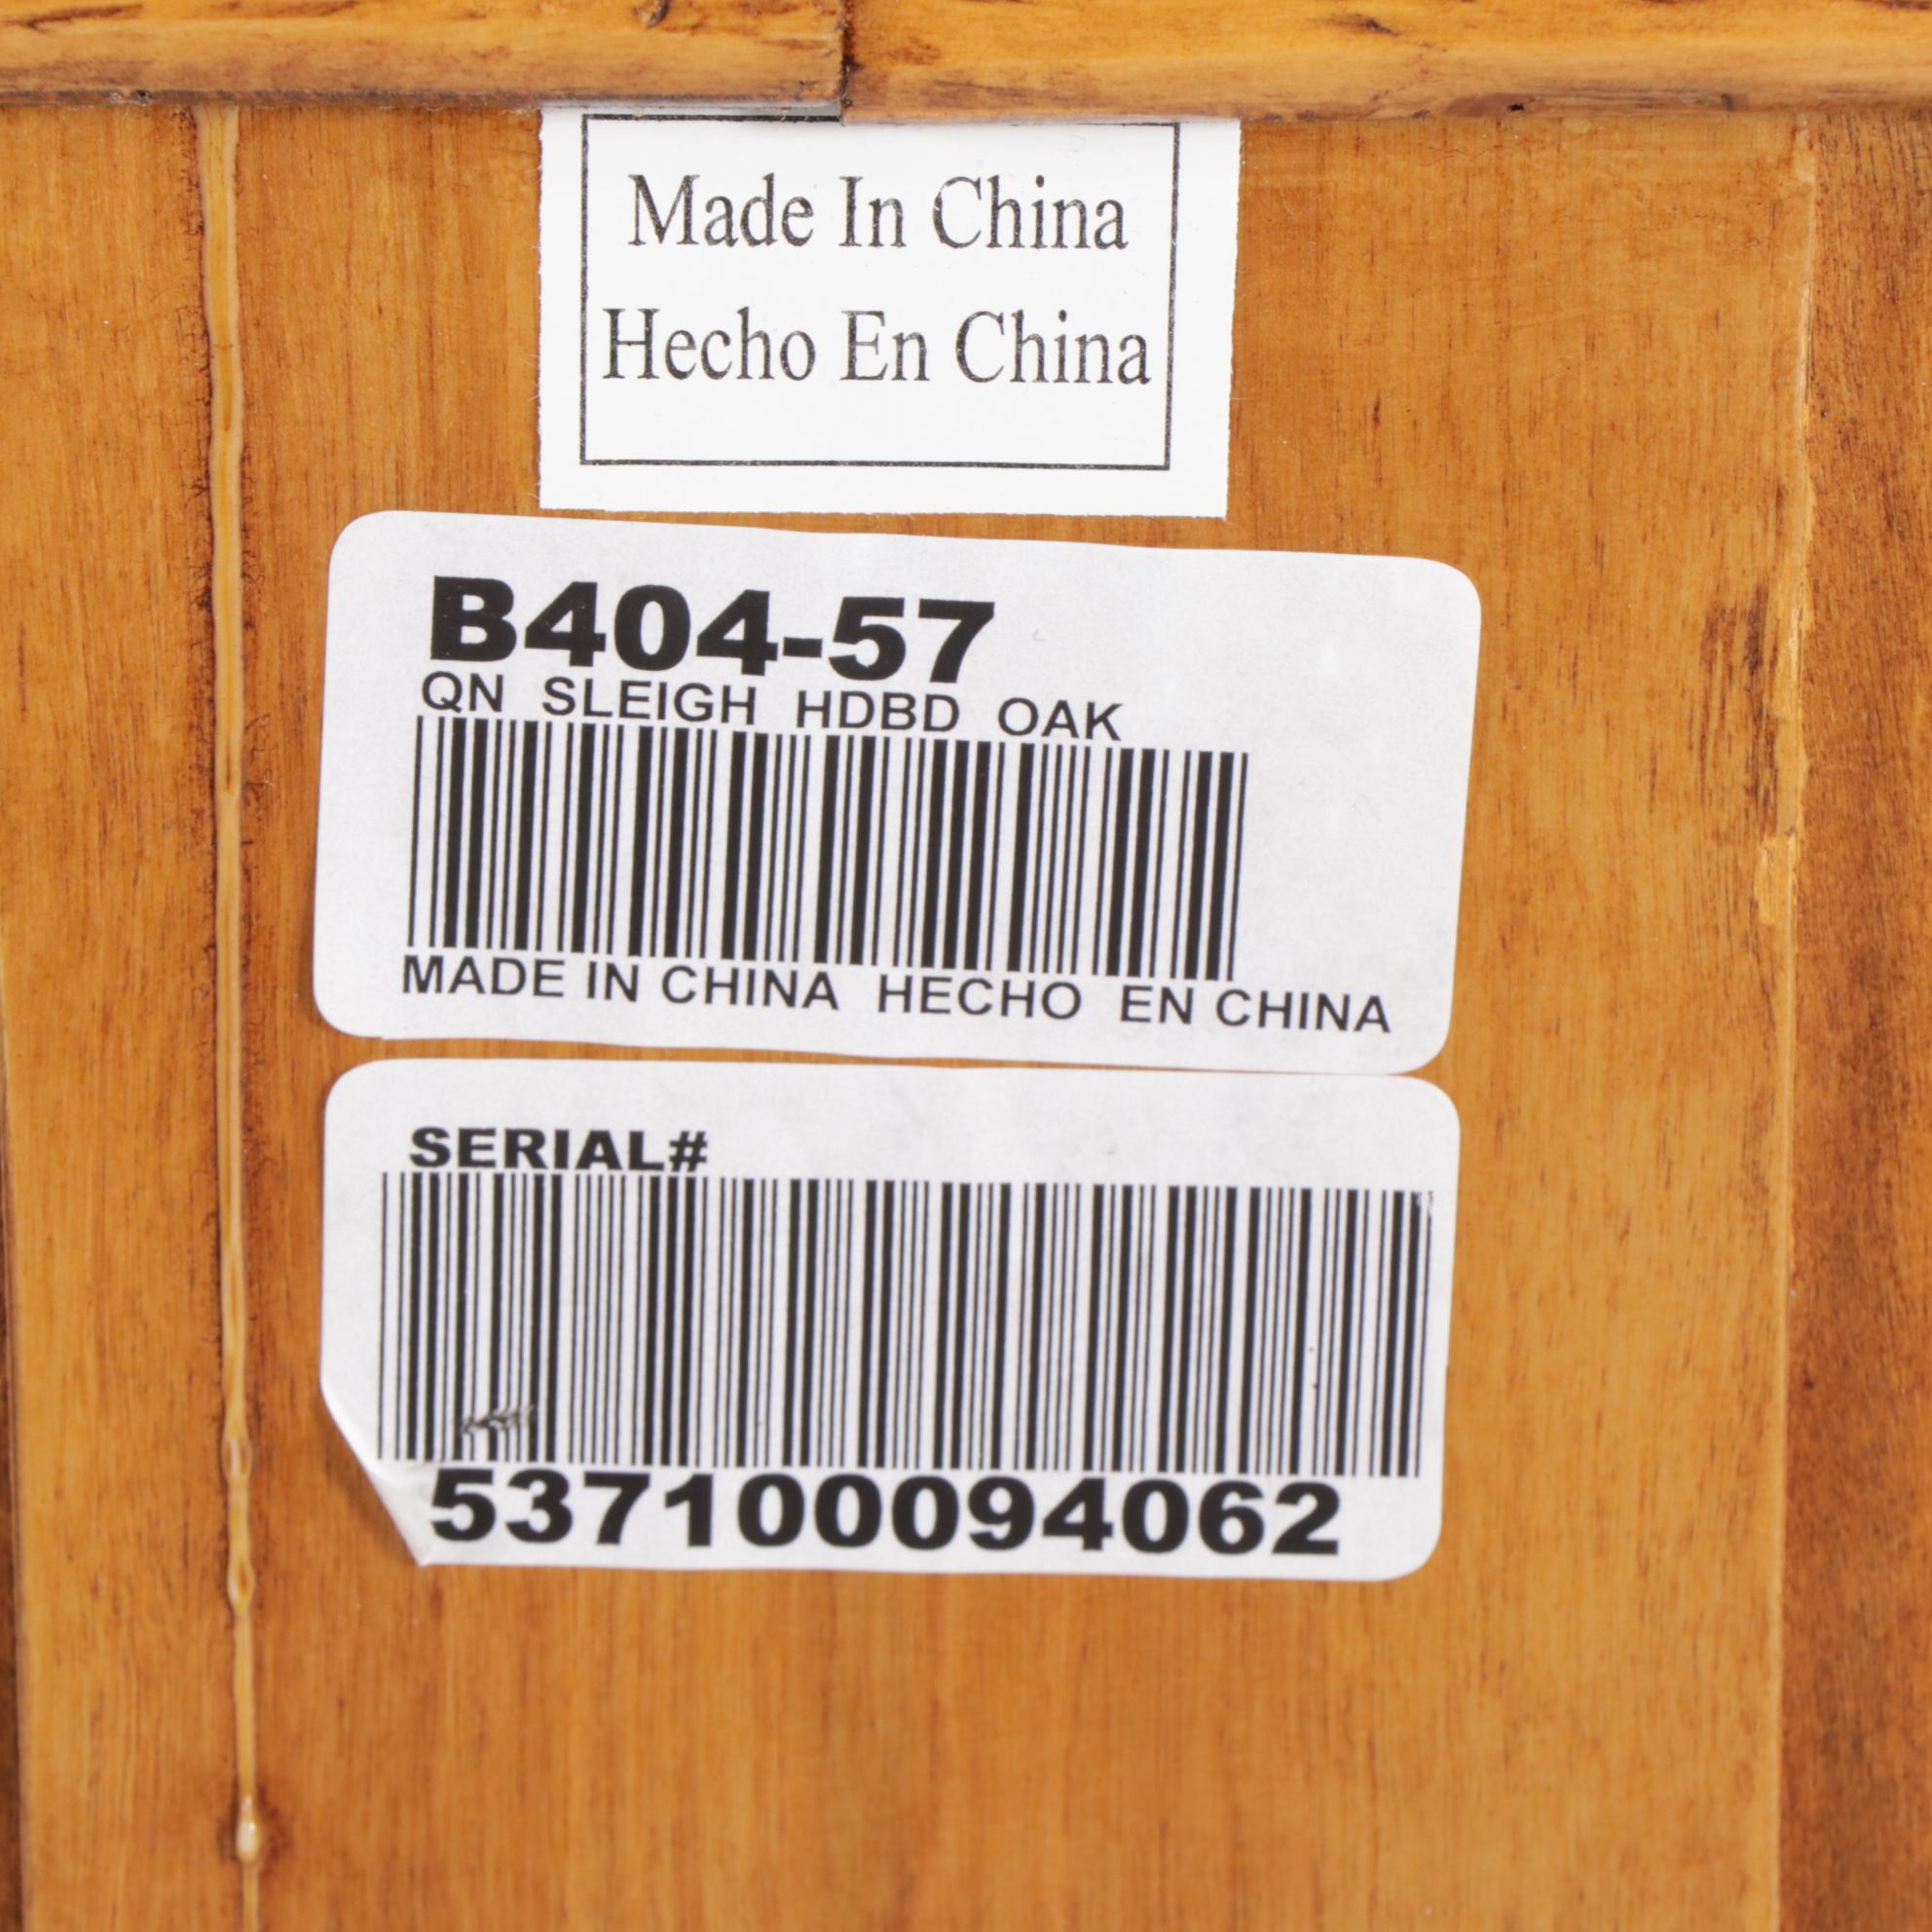 Made In China
Hecho En China
B404-57
QN SLEIGH HDBD OAK
MADE IN CHINA HECHO EN CHINA
SERIAL#
537100094062